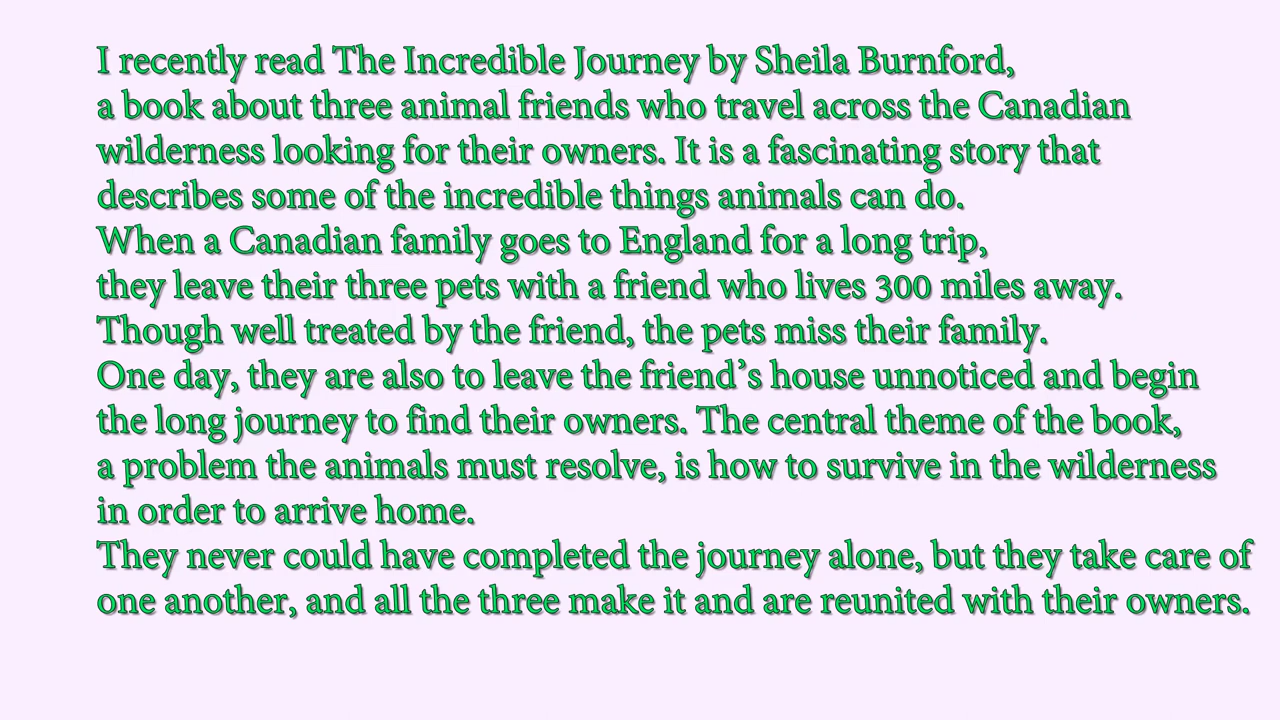 I recently read The Incredible Journey by Sheila Burnford,
a book about three animal friends who travel across the Canadian
wilderness looking for their owners. It is a fascinating story that
describes some of the incredible things animals can do.
When a Canadian family goes to England for a long trip,
they leave their three pets with a friend who lives 300 miles away.
Though well treated by the friend, the pets miss their family.
One day, they are also to leave the friend’s house unnoticed and begin
the long journey to find their owners. The central theme of the book,
a problem the animals must resolve, is how to survive in the wilderness
in order to arrive home.
They never could have completed the journey alone, but they take care of
one another, and all the three make it and are reunited with their owners.